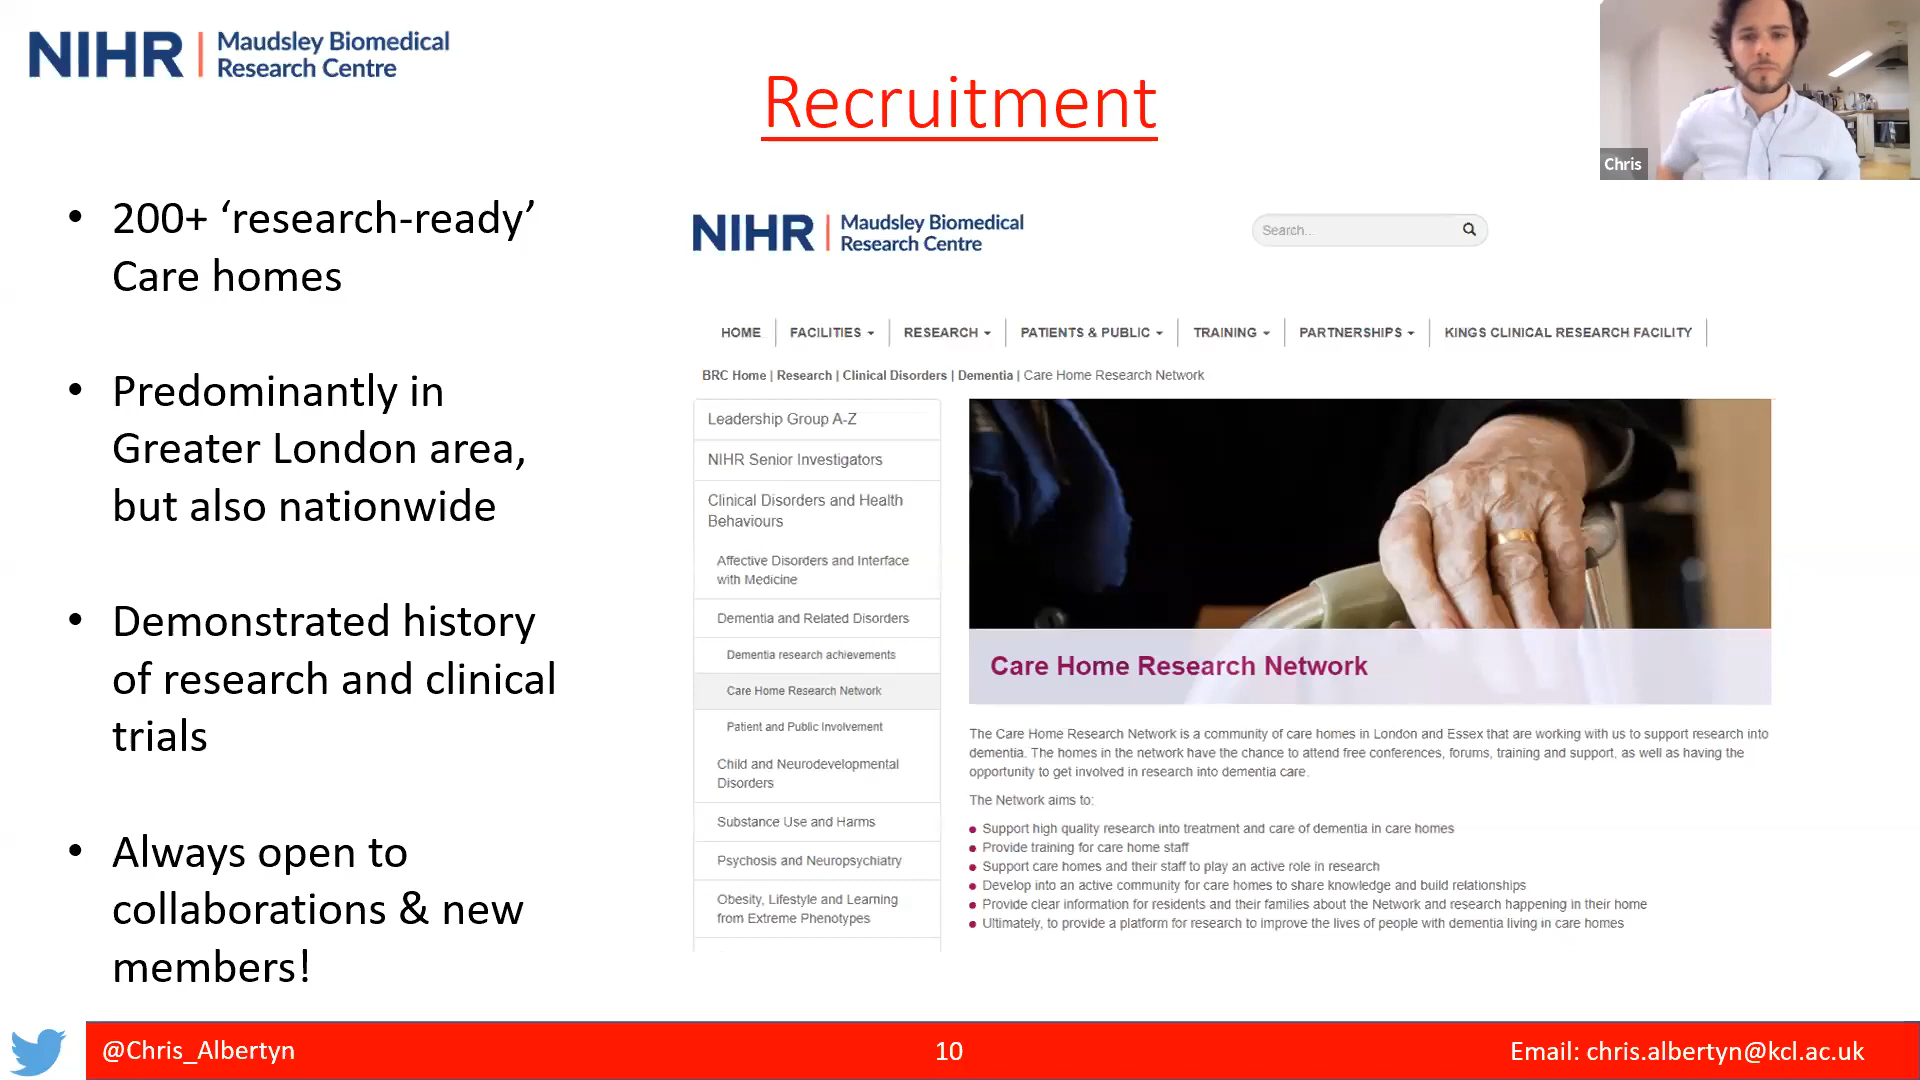 NIHR | Maudsley Biomedical
Research Centre
Recruitment
Chris
• 200+ ‘research-ready’
Care homes
• Predominantly in
Greater London area,
but also nationwide
• Demonstrated history
of research and clinical
trials
• Always open to
collaborations & new
members!
NIHR | Maudsley Biomedical
Research Centre
Search...
HOME
FACILITIES
RESEARCH
PATIENTS & PUBLIC
TRAINING
PARTNERSHIPS
KINGS CLINICAL RESEARCH FACILITY
BRC Home | Research | Clinical Disorders | Dementia | Care Home Research Network
Leadership Group A-Z
NIHR Senior Investigators
Clinical Disorders and Health
Behaviours
Affective Disorders and Interface
with Medicine
Dementia and Related Disorders
Dementia research achievements
Care Home Research Network
Patient and Public Involvement
Child and Neurodevelopmental
Disorders
Substance Use and Harms
Psychosis and Neuropsychiatry
Obesity, Lifestyle and Learning
from Extreme Phenotypes
Care Home Research Network
The Care Home Research Network is a community of care homes in London and Essex that are working with us to support research into
dementia. The homes in the network have the chance to attend free conferences, forums, training and support, as well as having the
opportunity to get involved in research into dementia care.
The Network aims to:
• Support high quality research into treatment and care of dementia in care homes
• Provide training for care home staff
• Support care homes and their staff to play an active role in research
• Develop into an active community for care homes to share knowledge and build relationships
• Provide clear information for residents and their families about the Network and research happening in their home
• Ultimately, to provide a platform for research to improve the lives of people with dementia living in care homes
@Chris_Albertyn
10
Email: chris.albertyn@kcl.ac.uk